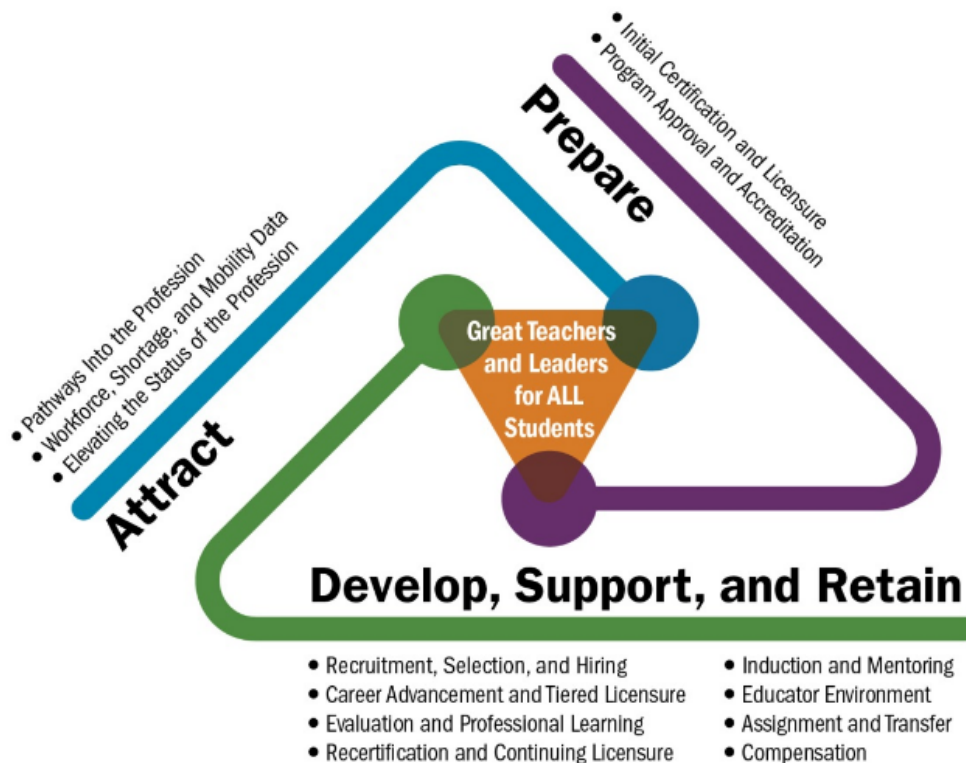 Attract
• Pathways Into the Profession
• Workforce, Shortage, and Mobility Data
• Elevating the Status of the Profession
Prepare
• Initial Certification and Licensure
• Program Approval and Accreditation
Great Teachers
and Leaders
for ALL
Students
Develop, Support, and Retain
• Recruitment, Selection, and Hiring
• Career Advancement and Tiered Licensure
• Evaluation and Professional Learning
• Recertification and Continuing Licensure
• Induction and Mentoring
• Educator Environment
• Assignment and Transfer
• Compensation